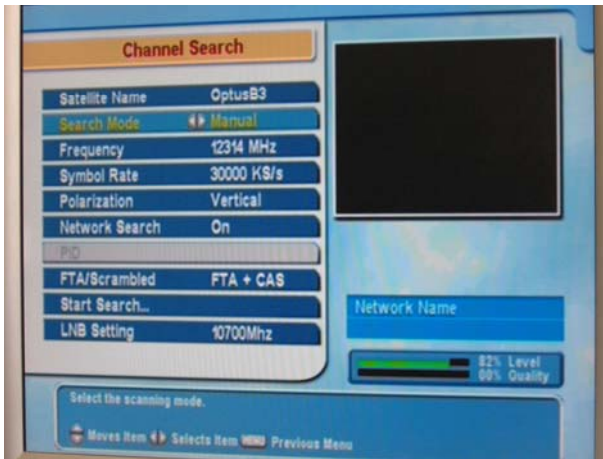 Channel Search
Satellite Name OptusB3
Search Mode Manual
Frequency 12314 MHz
Symbol Rate 30000 KS/s
Polarization Vertical
Network Search On
PID
FTA/Scrambled FTA + CAS
Start Search...
LNB Setting 10700Mhz
Network Name
82% Level
00% Quality
Select the scanning mode.
Moves Item Selects Item MENU Previous Menu